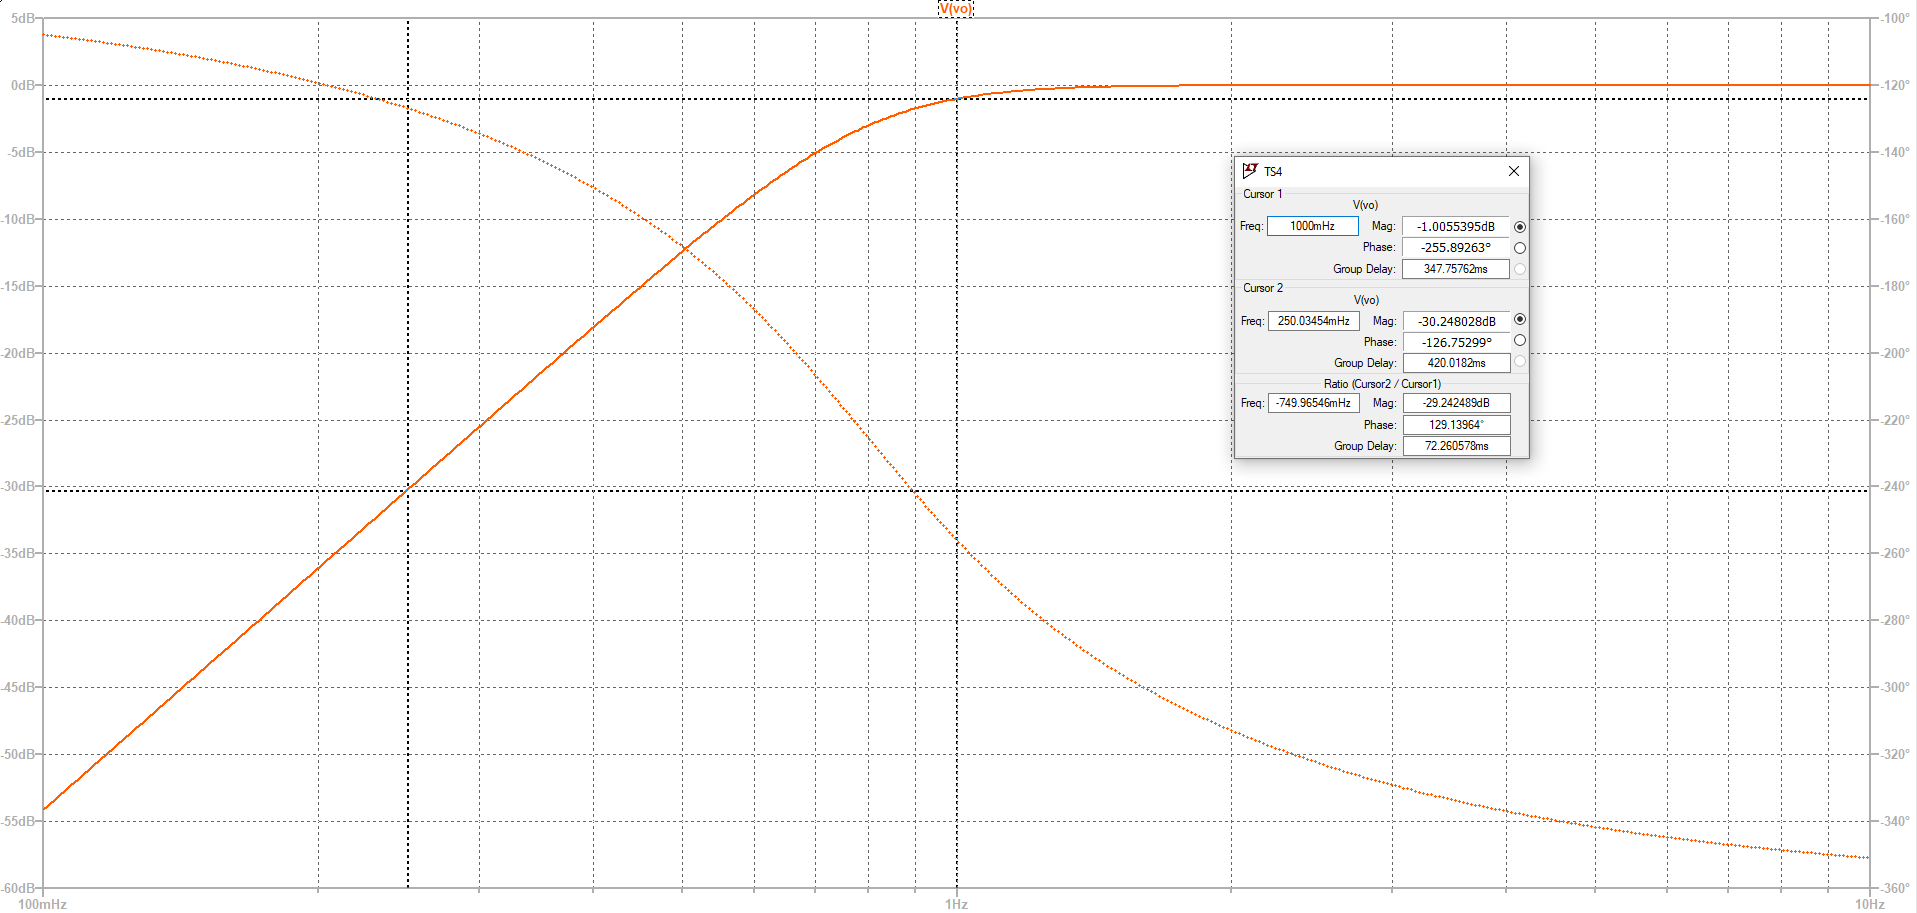 V(vo)
5dB
-100°
0dB
-120°
-5dB
-140°
-10dB
-160°
-15dB
-180°
-20dB
-200°
-25dB
-220°
-30dB
-240°
-35dB
-260°
-40dB
-280°
-45dB
-300°
-50dB
-320°
-55dB
-340°
-60dB
-360°
100mHz
1Hz
10Hz
TS4
Cursor 1
V(vo)
Freq: 1000mHz Mag: -1.0055395dB
Phase: -255.89263°
Group Delay: 347.75762ms
Cursor 2
V(vo)
Freq: 250.03454mHz Mag: -30.248028dB
Phase: -126.75299°
Group Delay: 420.0182ms
Ratio (Cursor2 / Cursor1)
Freq: -749.96546mHz Mag: -29.242489dB
Phase: 129.13964°
Group Delay: 72.260578ms